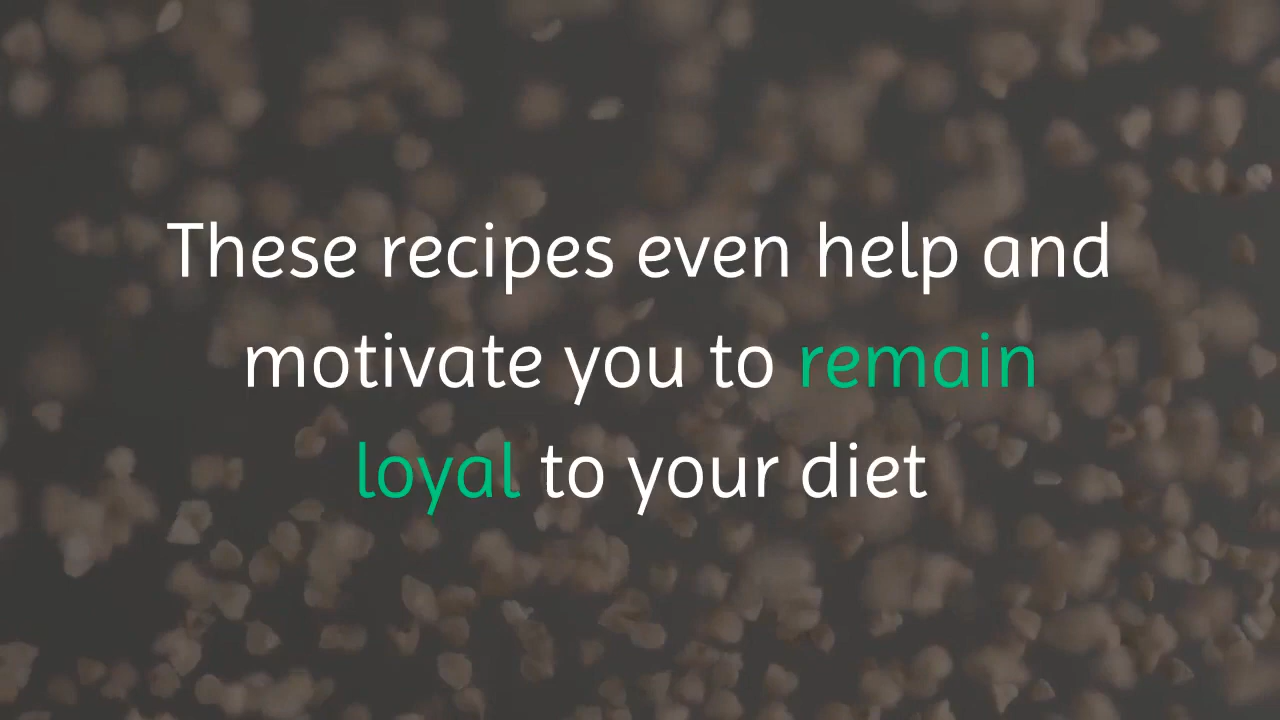 These recipes even help and
motivate you to remain
loyal to your diet